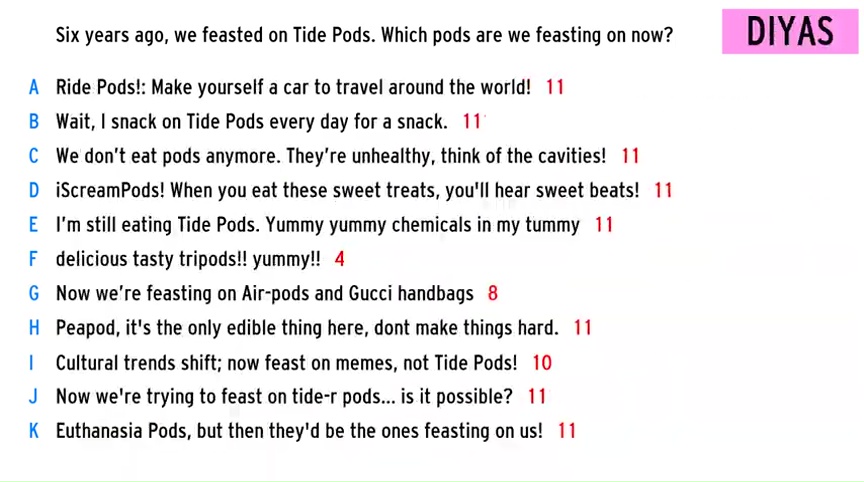 Six years ago, we feasted on Tide Pods. Which pods are we feasting on now?
DIYAS
A Ride Pods!: Make yourself a car to travel around the world! 11
B Wait, I snack on Tide Pods every day for a snack. 11
C We don't eat pods anymore. They're unhealthy, think of the cavities! 11
D iScreamPods! When you eat these sweet treats, you'll hear sweet beats! 11
E I'm still eating Tide Pods. Yummy yummy chemicals in my tummy 11
F delicious tasty tripods!! yummy!! 4
G Now we're feasting on Air-pods and Gucci handbags 8
H Peapod, it's the only edible thing here, dont make things hard. 11
I Cultural trends shift; now feast on memes, not Tide Pods! 10
J Now we're trying to feast on tide-r pods... is it possible? 11
K Euthanasia Pods, but then they'd be the ones feasting on us! 11